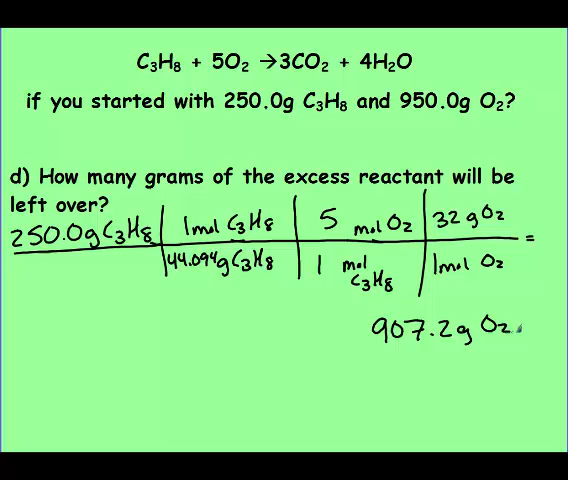 C₃H₈ + 5O₂ →3CO₂ + 4H₂O
if you started with 250.0g C₃H₈ and 950.0g O₂?
d) How many grams of the excess reactant will be
left over?
250.0g C₃H₈ | 1mol C₃H₈ | 5 mol O₂ | 32 g O₂ =
44.094g C₃H₈ | 1 mol C₃H₈ | 1mol O₂
907.2g O₂